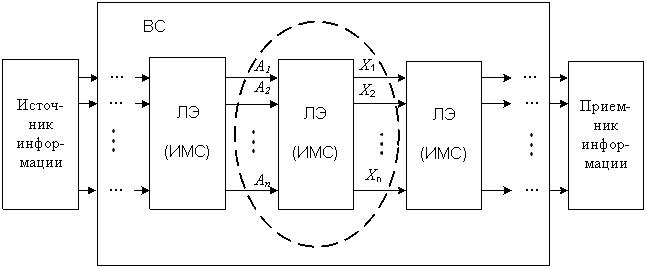 ВС
Источ-
ник
инфор-
мации
...
...
...
ЛЭ
(ИМС)
A1
A2
An
ЛЭ
(ИМС)
X1
X2
Xn
ЛЭ
(ИМС)
...
...
...
Прием-
ник
инфор-
мации